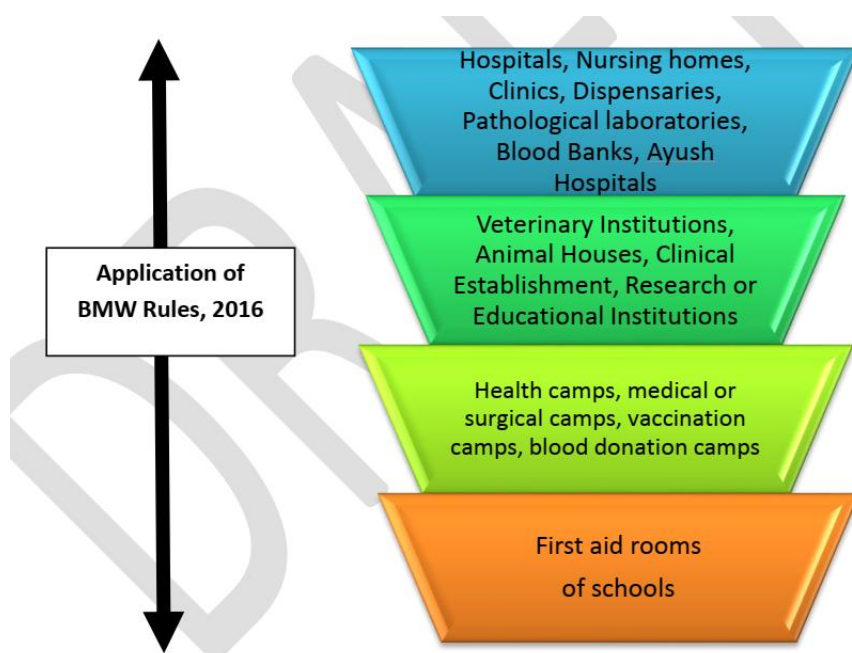 Hospitals, Nursing homes,
Clinics, Dispensaries,
Pathological laboratories,
Blood Banks, Ayush
Hospitals
Veterinary Institutions,
Animal Houses, Clinical
Establishment, Research or
Educational Institutions
Application of
BMW Rules, 2016
Health camps, medical or
surgical camps, vaccination
camps, blood donation camps
First aid rooms
of schools